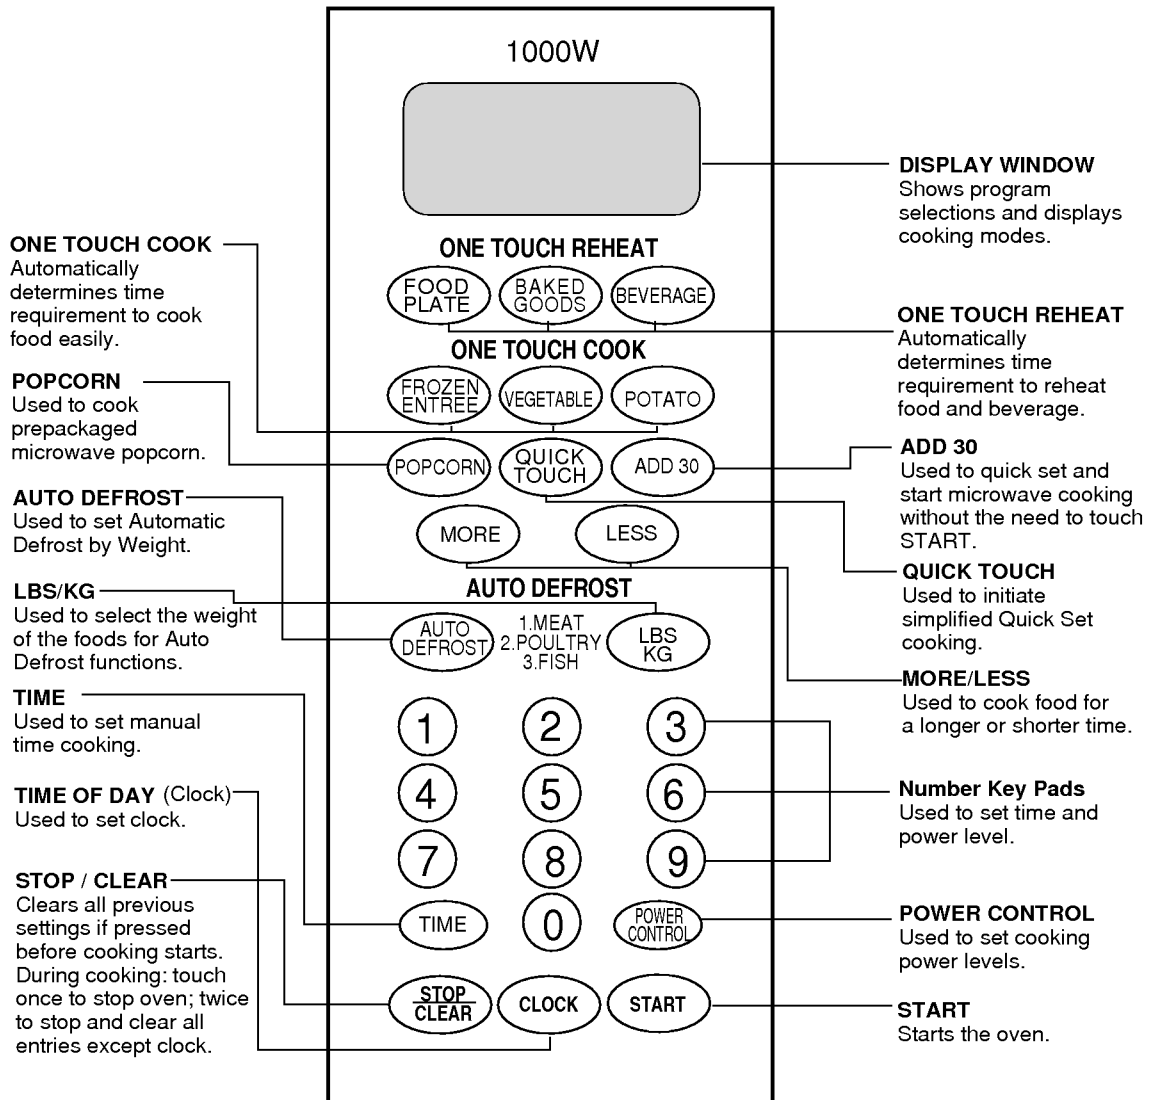 1000W
DISPLAY WINDOW
Shows program
selections and displays
cooking modes.
ONE TOUCH COOK
Automatically
determines time
requirement to cook
food easily.
ONE TOUCH REHEAT
FOOD
PLATE
BAKED
GOODS
BEVERAGE
ONE TOUCH REHEAT
Automatically
determines time
requirement to reheat
food and beverage.
ONE TOUCH COOK
FROZEN
ENTREE
VEGETABLE
POTATO
POPCORN
Used to cook
prepackaged
microwave popcorn.
POPCORN
QUICK
TOUCH
ADD 30
ADD 30
Used to quick set and
start microwave cooking
without the need to touch
START.
AUTO DEFROST
Used to set Automatic
Defrost by Weight.
MORE
LESS
QUICK TOUCH
Used to initiate
simplified Quick Set
cooking.
LBS/KG
Used to select the weight
of the foods for Auto
Defrost functions.
AUTO DEFROST
AUTO
DEFROST
1.MEAT
2.POULTRY
3.FISH
LBS
KG
MORE/LESS
Used to cook food for
a longer or shorter time.
TIME
Used to set manual
time cooking.
1 2 3
4 5 6
7 8 9
Number Key Pads
Used to set time and
power level.
TIME OF DAY (Clock)
Used to set clock.
STOP / CLEAR
Clears all previous
settings if pressed
before cooking starts.
During cooking: touch
once to stop oven; twice
to stop and clear all
entries except clock.
TIME
0
POWER
CONTROL
POWER CONTROL
Used to set cooking
power levels.
STOP
CLEAR
CLOCK
START
START
Starts the oven.